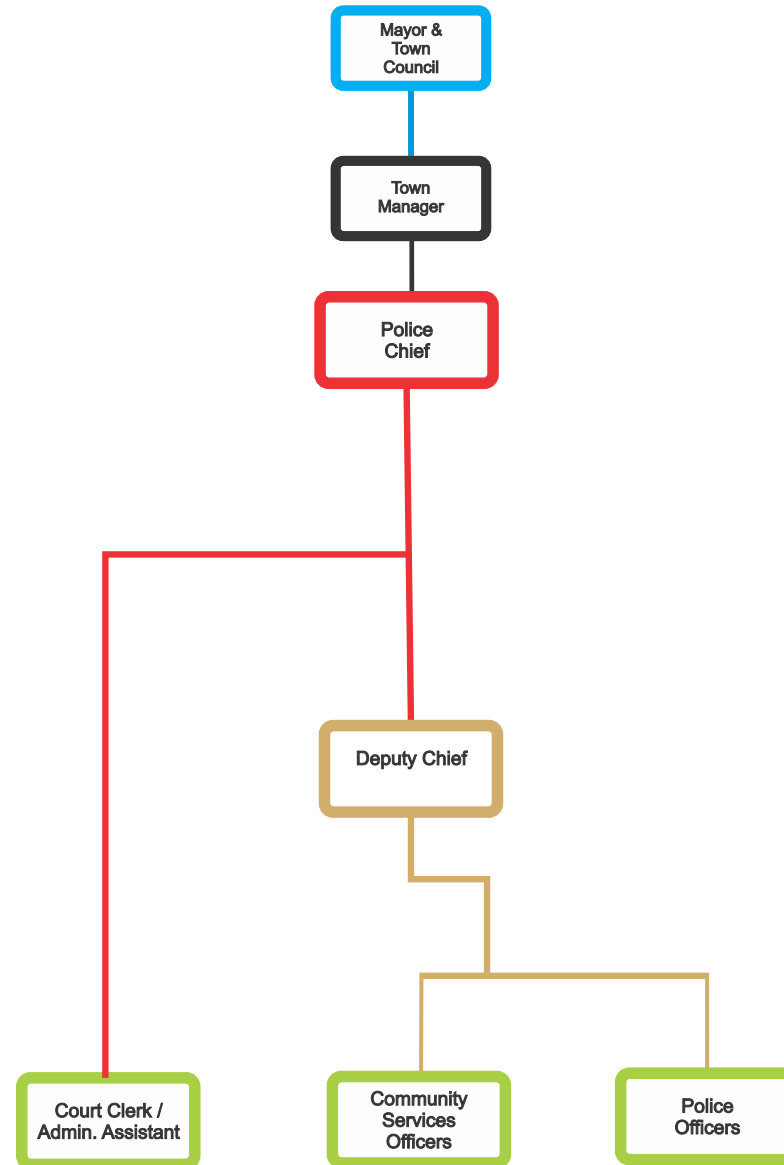 Mayor &
Town
Council
Town
Manager
Police
Chief
Deputy Chief
Court Clerk /
Admin. Assistant
Community
Services
Officers
Police
Officers